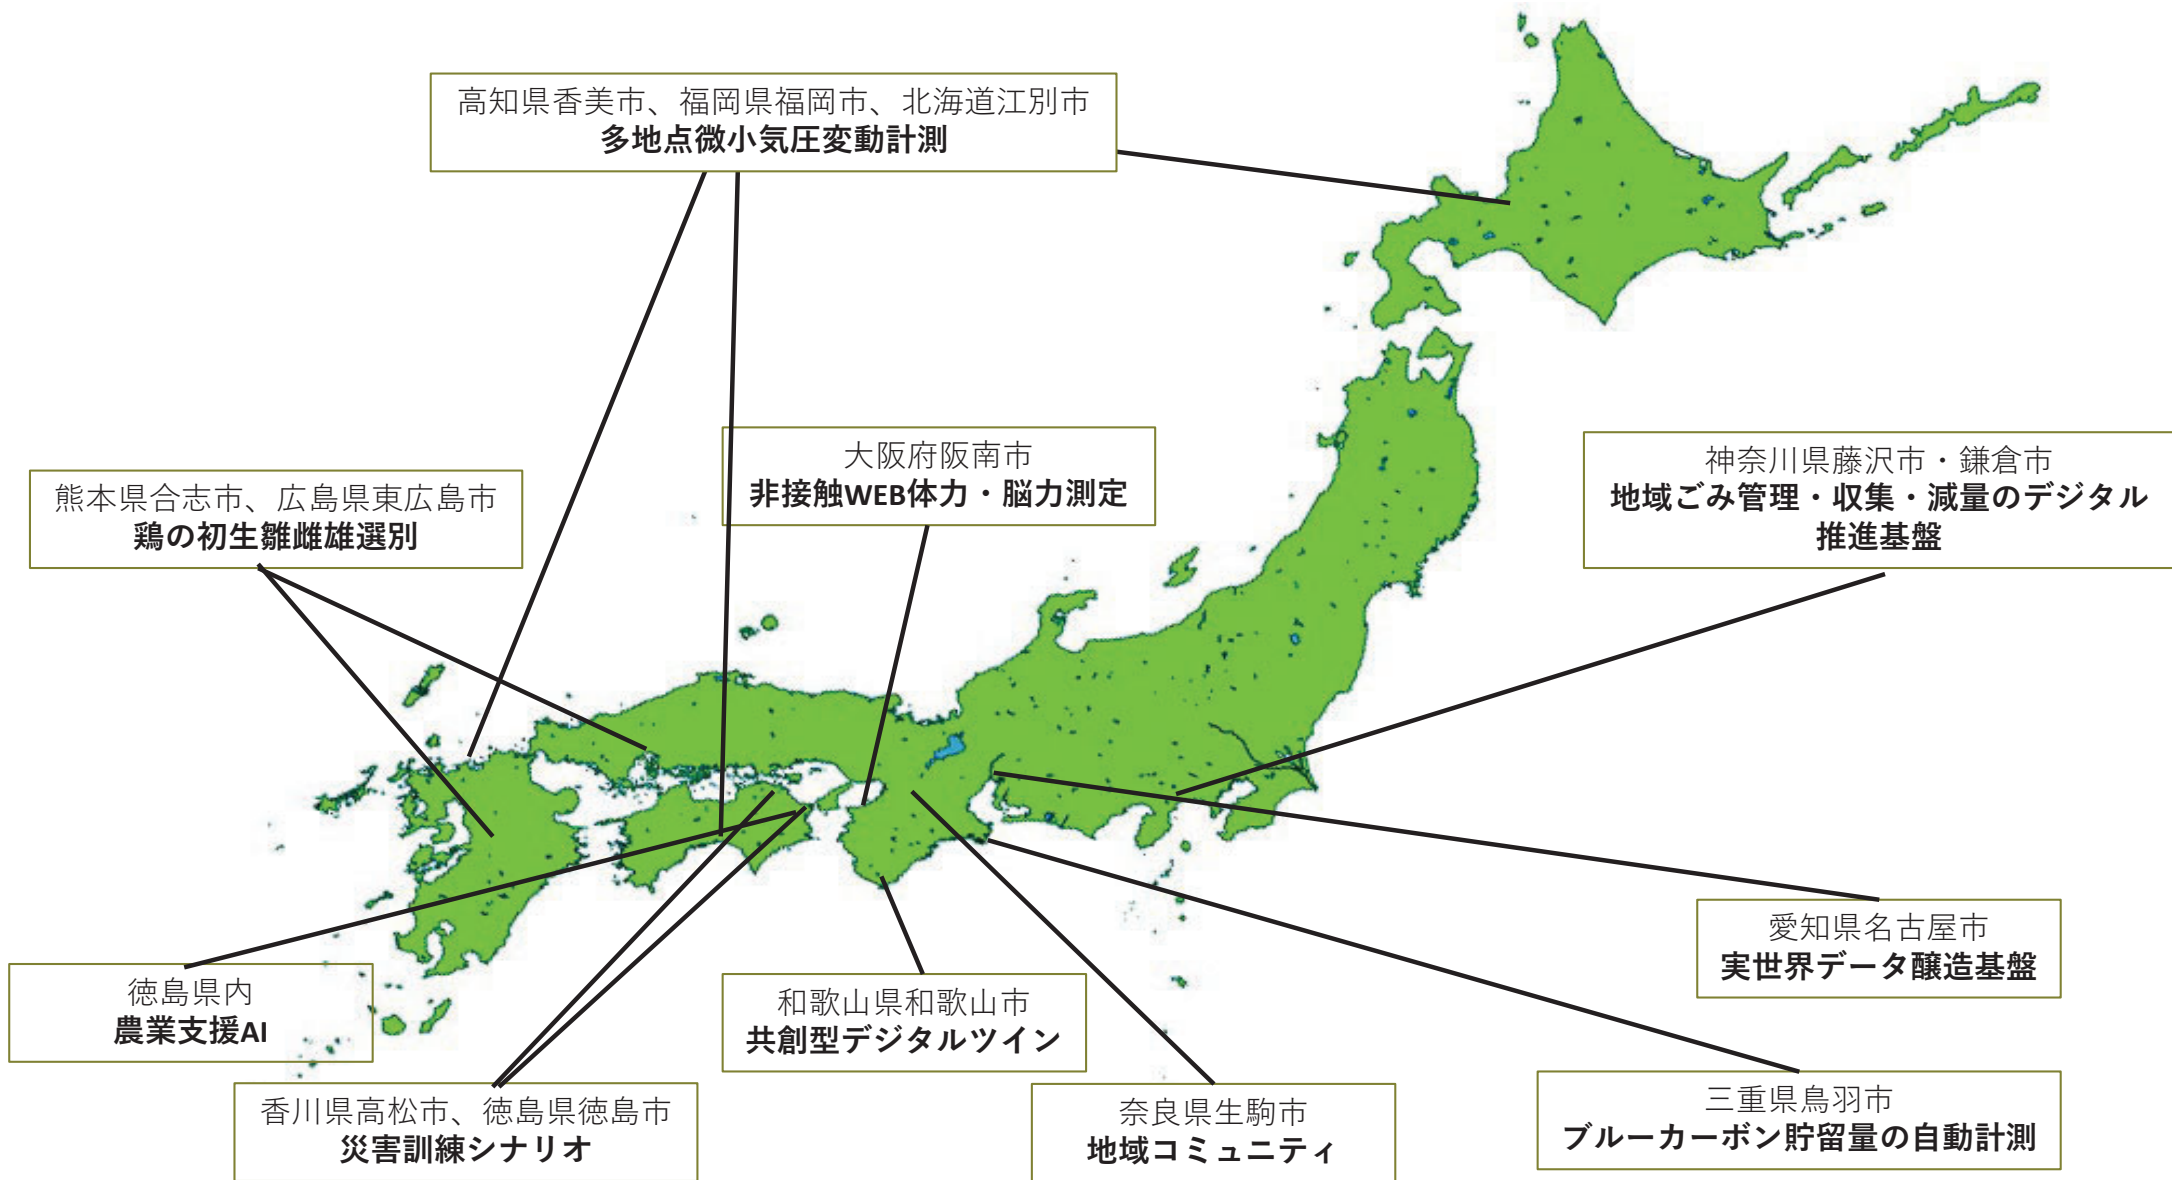 高知県香美市、福岡県福岡市、北海道江別市
多地点微小気圧変動計測
大阪府阪南市
非接触WEB体力・脳力測定
神奈川県藤沢市・鎌倉市
地域ごみ管理・収集・減量のデジタル
推進基盤
熊本県合志市、広島県東広島市
鶏の初生雛雌雄選別
愛知県名古屋市
実世界データ醸造基盤
徳島県内
農業支援AI
和歌山県和歌山市
共創型デジタルツイン
香川県高松市、徳島県徳島市
災害訓練シナリオ
奈良県生駒市
地域コミュニティ
三重県鳥羽市
ブルーカーボン貯留量の自動計測